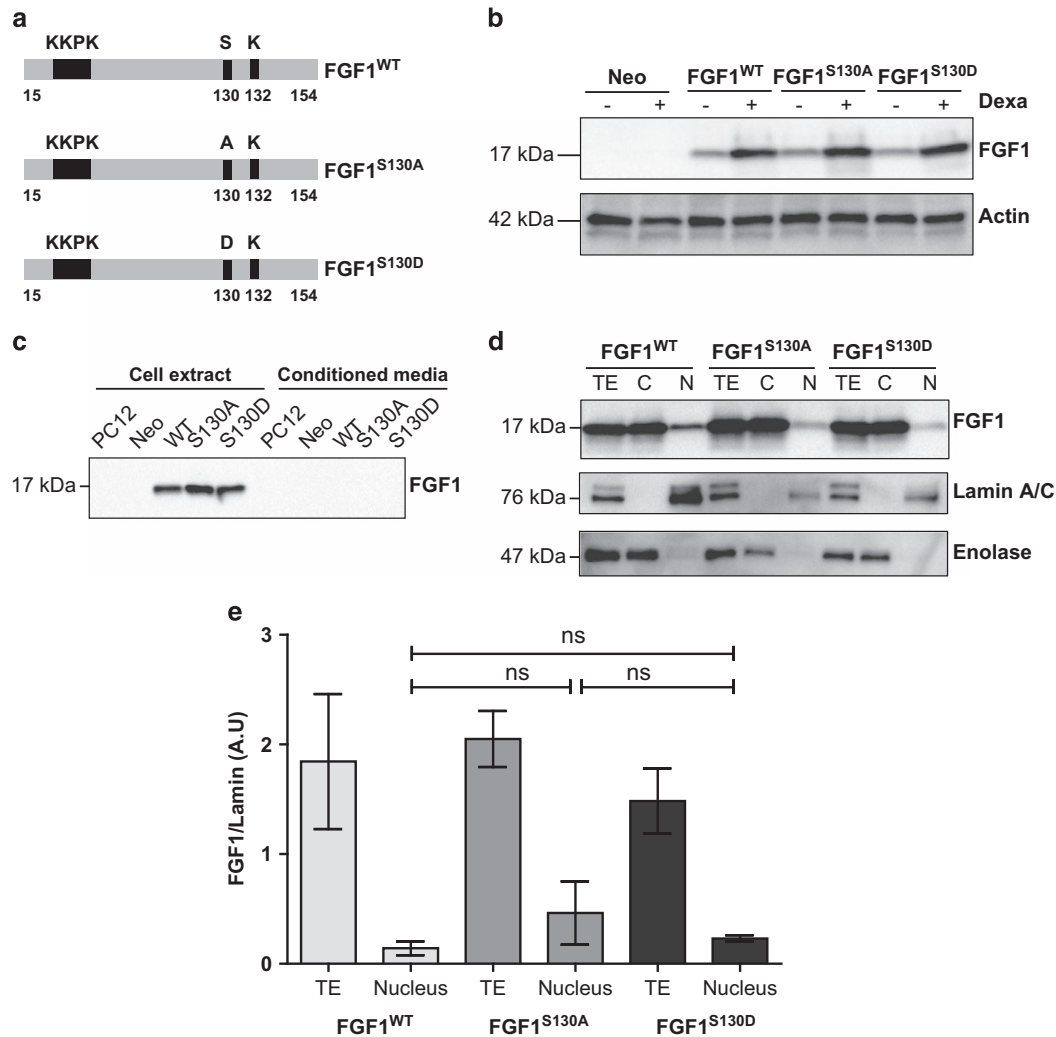 a
KKPK S K
FGF1WT
15 130 132 154
KKPK A K
FGF1S130A
15 130 132 154
KKPK D K
FGF1S130D
15 130 132 154
b
Neo FGF1WT FGF1S130A FGF1S130D
- + - + - + - + Dexa
17 kDa FGF1
42 kDa Actin
c
Cell extract Conditioned media
PC12 Neo WT S130A S130D PC12 Neo WT S130A S130D
17 kDa FGF1
d
FGF1WT FGF1S130A FGF1S130D
TE C N TE C N TE C N
17 kDa FGF1
76 kDa Lamin A/C
47 kDa Enolase
e
FGF1/Lamin (A.U)
3
2
1
0
ns
ns ns
TE Nucleus TE Nucleus TE Nucleus
FGF1WT FGF1S130A FGF1S130D